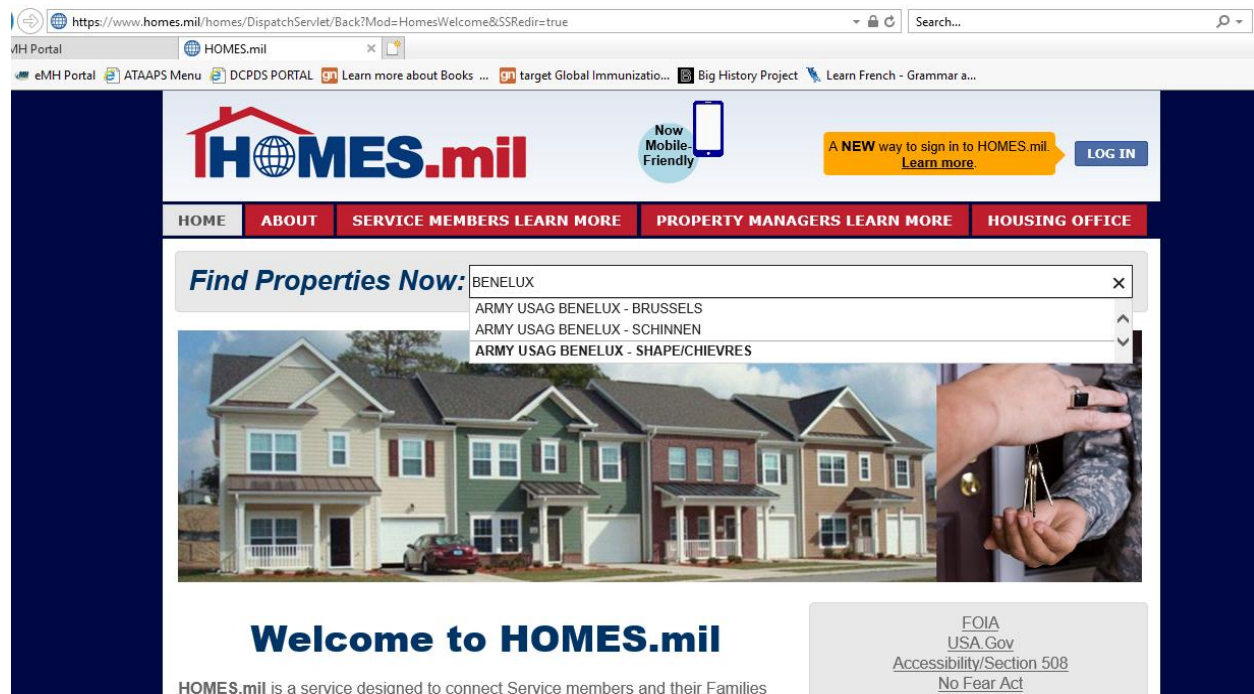 https://www.homes.mil/homes/DispatchServlet/Back?Mod=HomesWelcome&SSRedir=true
Search...
MH Portal
HOMES.mil
eMH Portal ATAAPS Menu DCPDS PORTAL gn Learn more about Books ... gn target Global Immunizatio... B Big History Project Learn French - Grammar a...
HOMES.mil
Now
Mobile-
Friendly
A NEW way to sign in to HOMES.mil.
Learn more.
LOG IN
HOME ABOUT SERVICE MEMBERS LEARN MORE PROPERTY MANAGERS LEARN MORE HOUSING OFFICE
Find Properties Now: BENELUX
ARMY USAG BENELUX - BRUSSELS
ARMY USAG BENELUX - SCHINNEN
ARMY USAG BENELUX - SHAPE/CHIEVRES
Welcome to HOMES.mil
HOMES.mil is a service designed to connect Service members and their Families
FOIA
USA.Gov
Accessibility/Section 508
No Fear Act